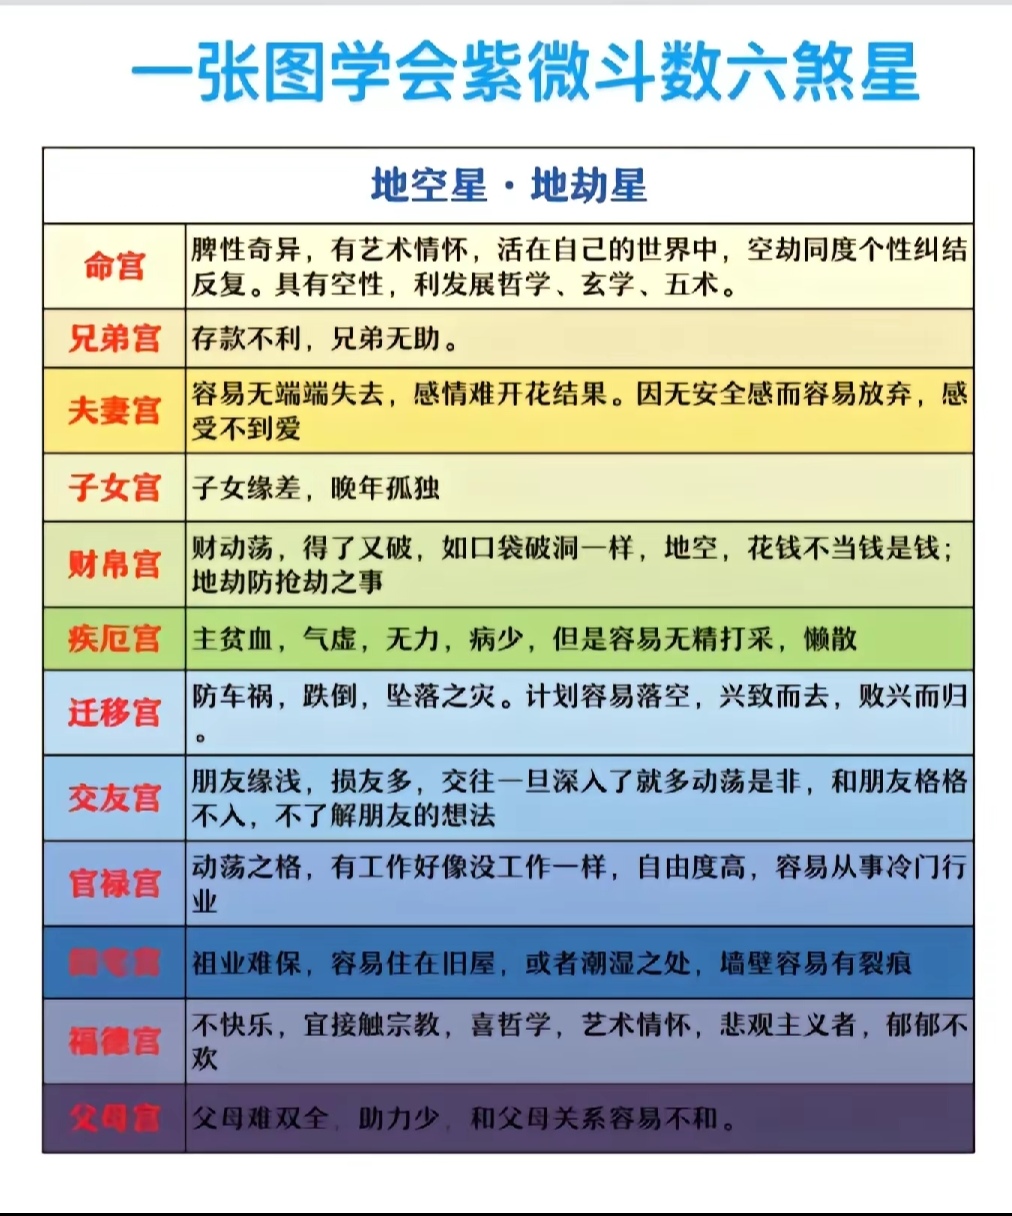 一张图学会紫微斗数六煞星
地空星·地劫星
命宫
脾性奇异，有艺术情怀，活在自己的世界中，空劫同度个性纠结
反复。具有空性，利发展哲学、玄学、五术。
兄弟宫
存款不利，兄弟无助。
夫妻宫
容易无端端失去，感情难开花结果。因无安全感而容易放弃，感
受不到爱
子女宫
子女缘差，晚年孤独
财帛宫
财动荡，得了又破，如口袋破洞一样，地空，花钱不当钱是钱；
地劫防抢劫之事
疾厄宫
主贫血，气虚，无力，病少，但是容易无精打采，懒散
迁移宫
防车祸，跌倒，坠落之灾。计划容易落空，兴致而去，败兴而归
。
交友宫
朋友缘浅，损友多，交往一旦深入了就多动荡是非，和朋友格格
不入，不了解朋友的想法
官禄宫
动荡之格，有工作好像没工作一样，自由度高，容易从事冷门行
业
祖业难保，容易住在旧屋，或者潮湿之处，墙壁容易有裂痕
福德宫
不快乐，宜接触宗教，喜哲学，艺术情怀，悲观主义者，郁郁不
欢
父母宫
父母难双全，助力少，和父母关系容易不和。